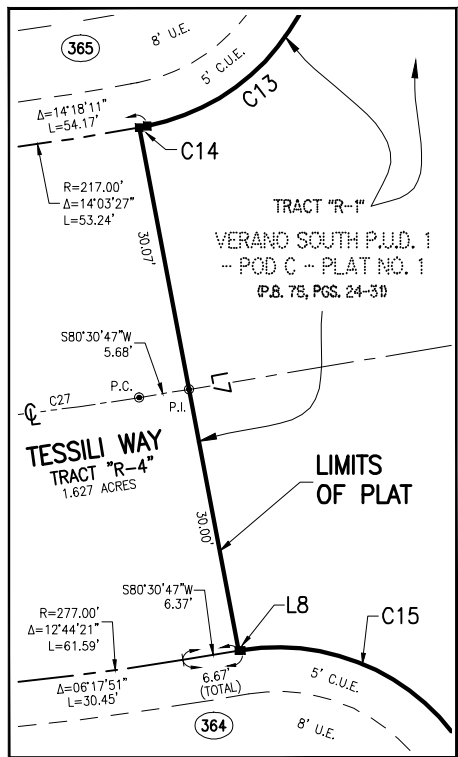 365
8' U.E.
5' C.U.E.
C13
Δ=14°18'11"
L=54.17'
C14
R=217.00'
Δ=14°03'27"
L=53.24'
TRACT "R-1"
VERANO SOUTH P.U.D. 1
- POD C - PLAT NO. 1
(P.B. 78, PGS. 24-31)
30.07'
S80°30'47"W
5.68'
L7
P.C.
C27
P.I.
CL
TESSILI WAY
TRACT "R-4"
1.627 ACRES
LIMITS
OF PLAT
30.00'
S80°30'47"W
6.37'
L8
C15
R=277.00'
Δ=12°44'21"
L=61.59'
6.67'
(TOTAL)
Δ=06°17'51"
L=30.45'
5' C.U.E.
364
8' U.E.